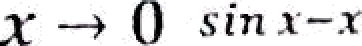 x → 0 sin x−x